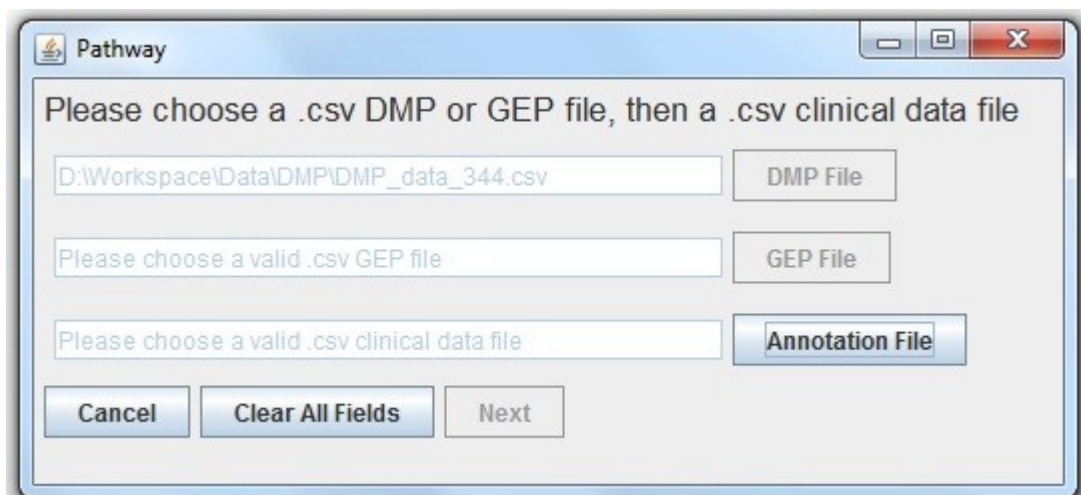 Pathway
Please choose a .csv DMP or GEP file, then a .csv clinical data file
D:\Workspace\Data\DMP\DMP_data_344.csv DMP File
Please choose a valid .csv GEP file GEP File
Please choose a valid .csv clinical data file Annotation File
Cancel Clear All Fields Next